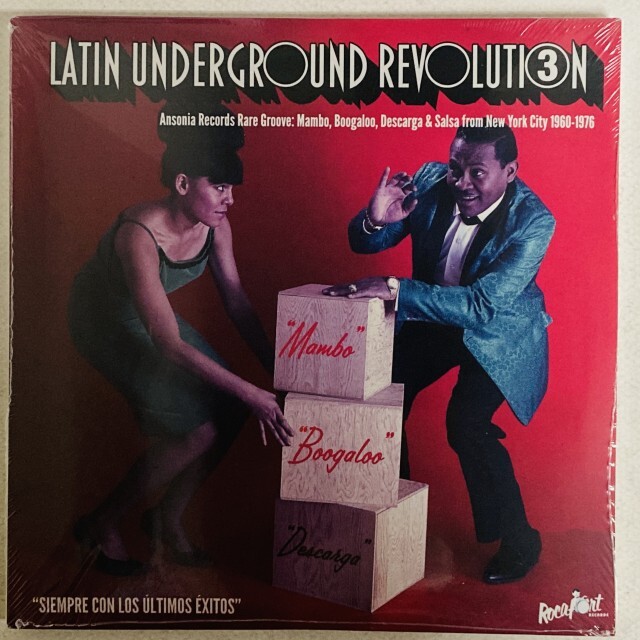 LATIN UNDERGROUND REVOLUTION 3
Ansonia Records Rare Groove: Mambo, Boogaloo, Descarga & Salsa from New York City 1960-1976
"Mambo"
"Boogaloo"
"Descarga"
"SIEMPRE CON LOS ÚLTIMOS ÉXITOS"
Rocafort
RECORDS